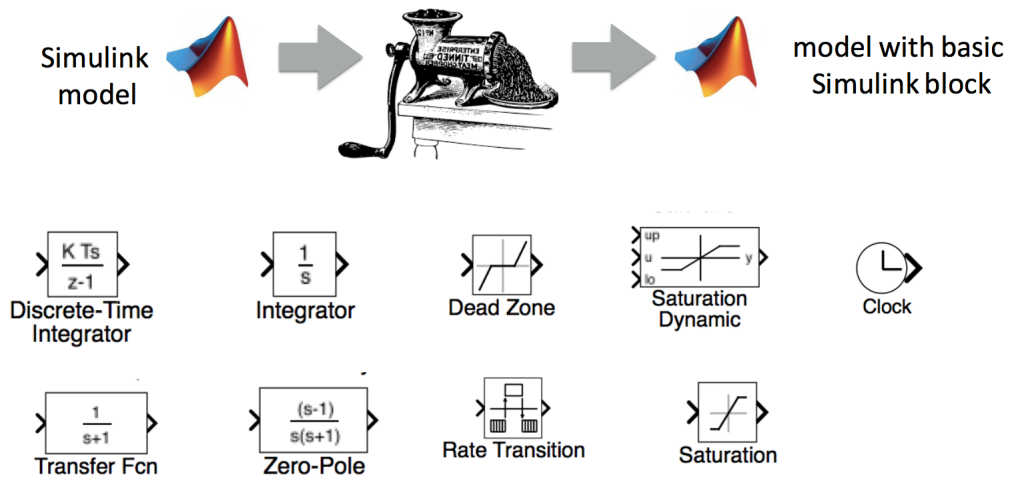 Simulink
model
model with basic
Simulink block
K Ts
z-1
Discrete-Time
Integrator
1
s
Integrator
Dead Zone
up
u
lo
y
Saturation
Dynamic
Clock
1
s+1
Transfer Fcn
(s-1)
s(s+1)
Zero-Pole
Rate Transition
Saturation